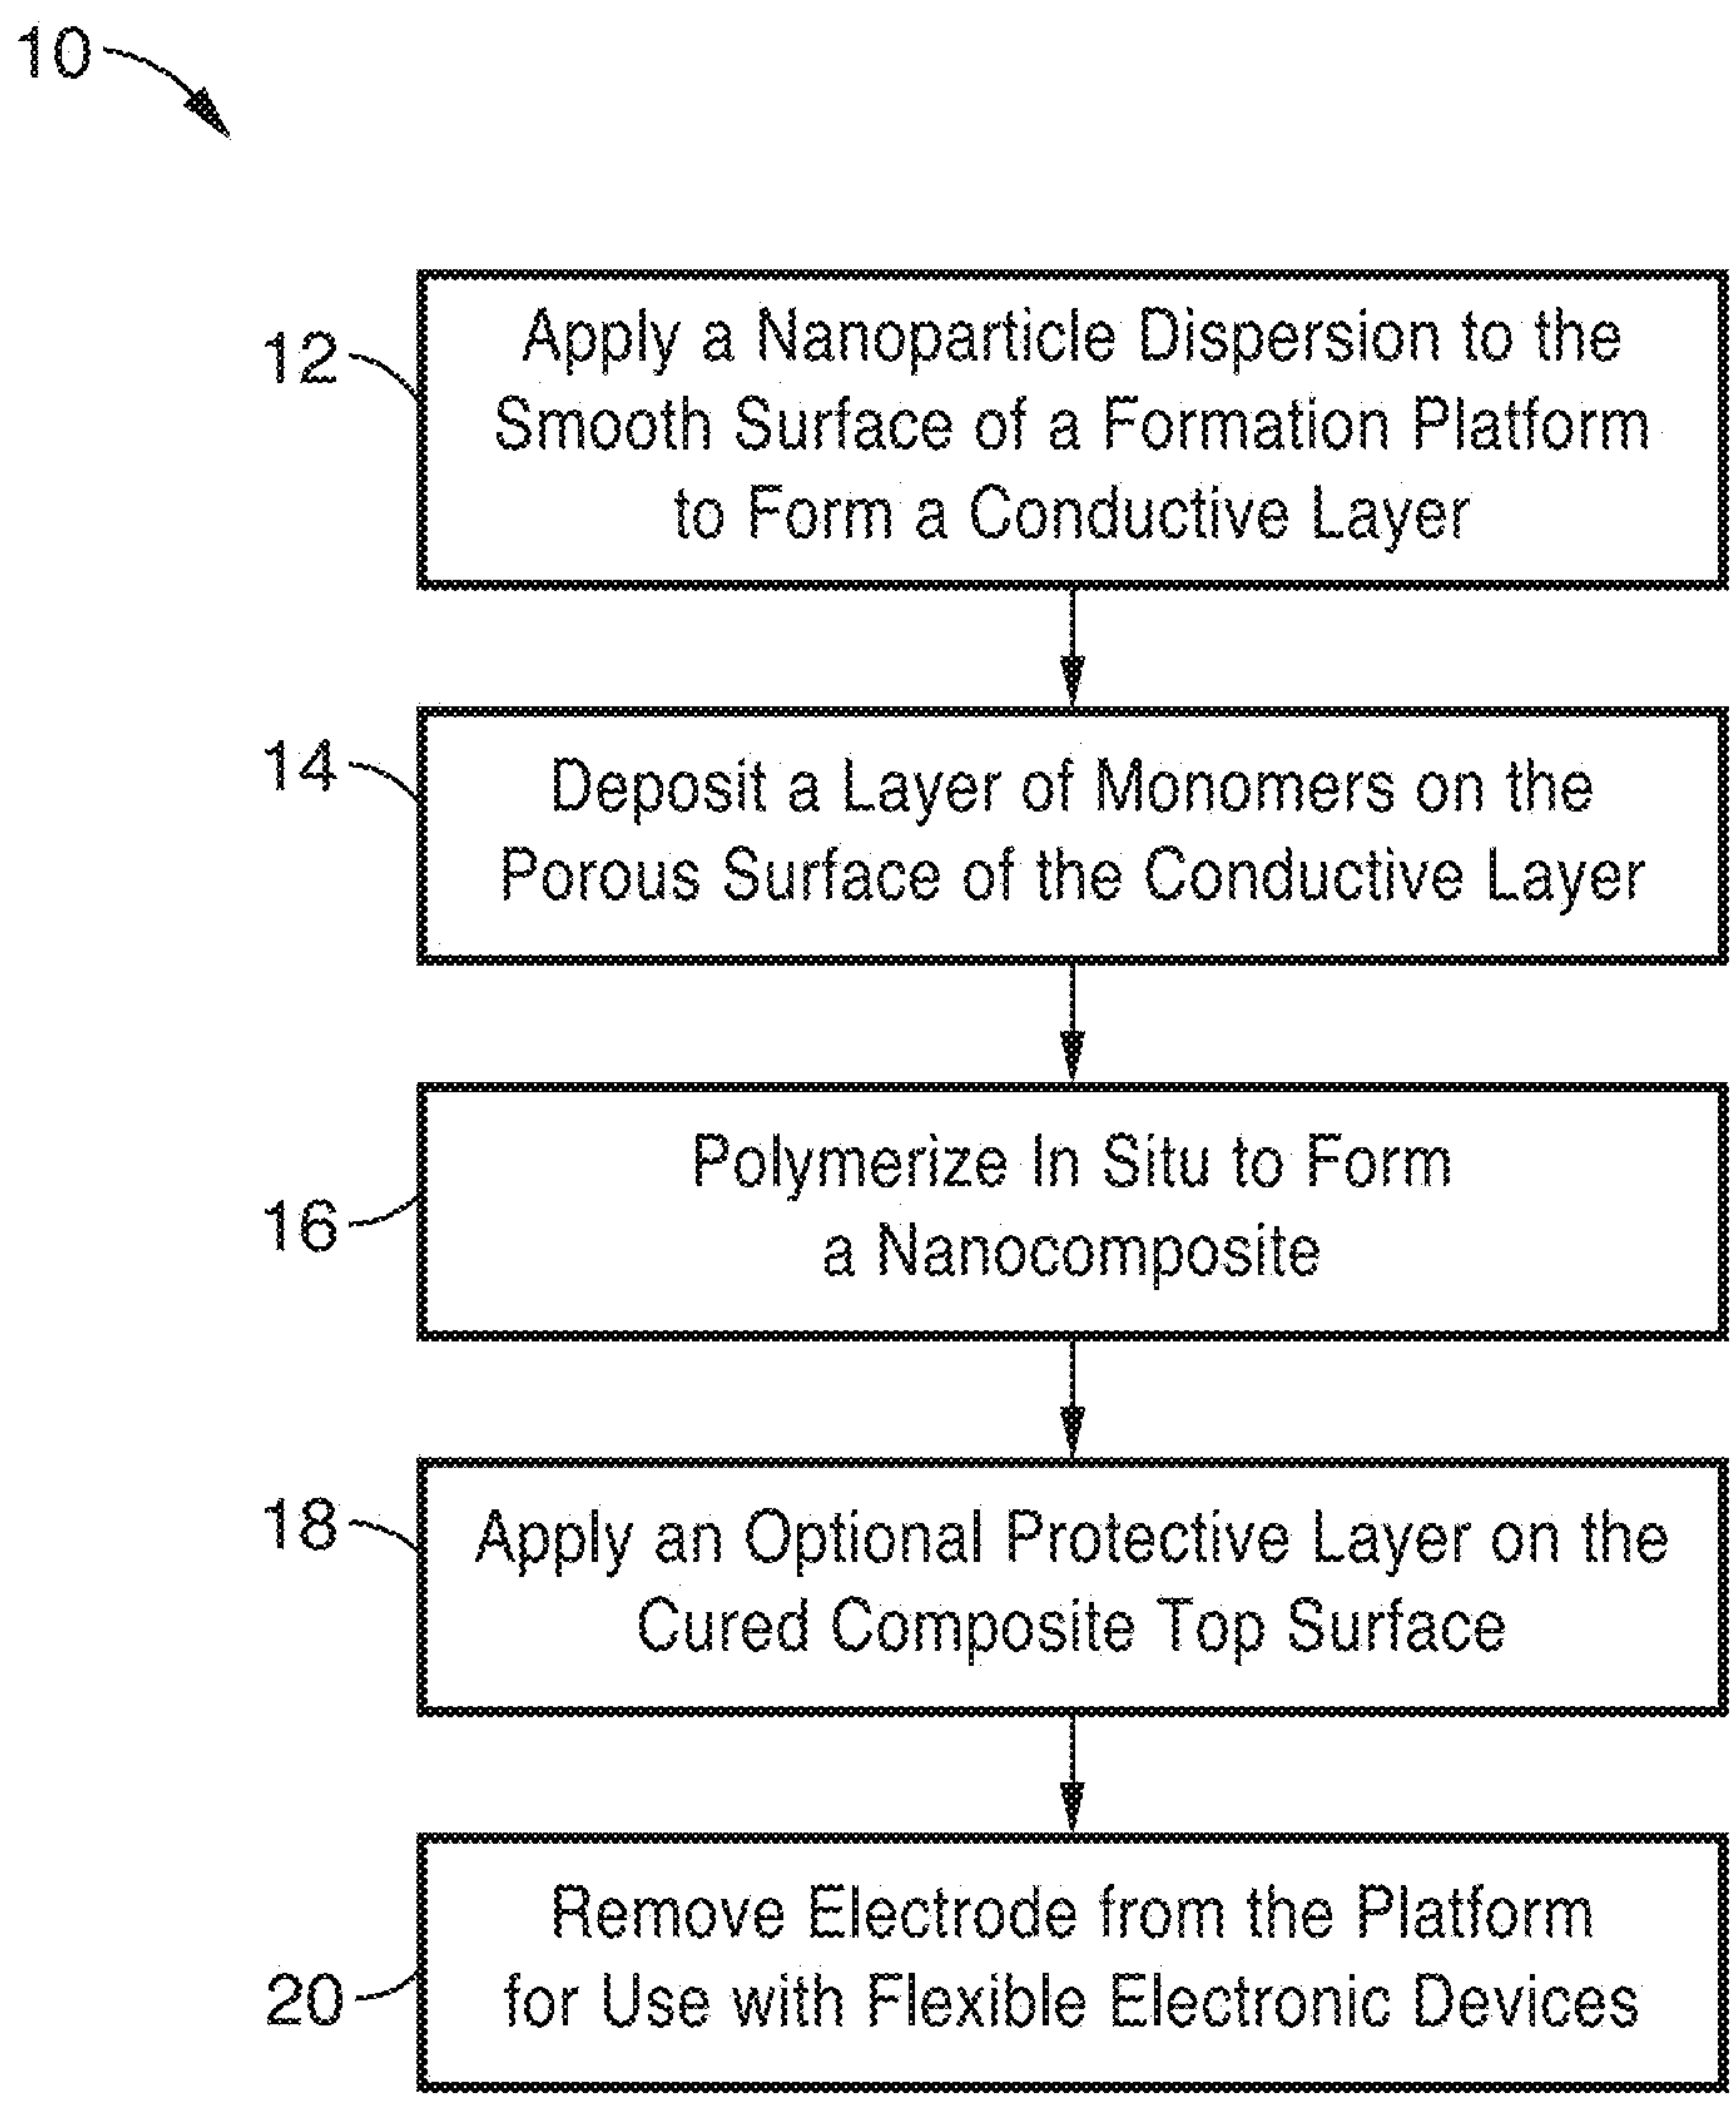 10
12
Apply a Nanoparticle Dispersion to the
Smooth Surface of a Formation Platform
to Form a Conductive Layer
14
Deposit a Layer of Monomers on the
Porous Surface of the Conductive Layer
16
Polymerize In Situ to Form
a Nanocomposite
18
Apply an Optional Protective Layer on the
Cured Composite Top Surface
20
Remove Electrode from the Platform
for Use with Flexible Electronic Devices